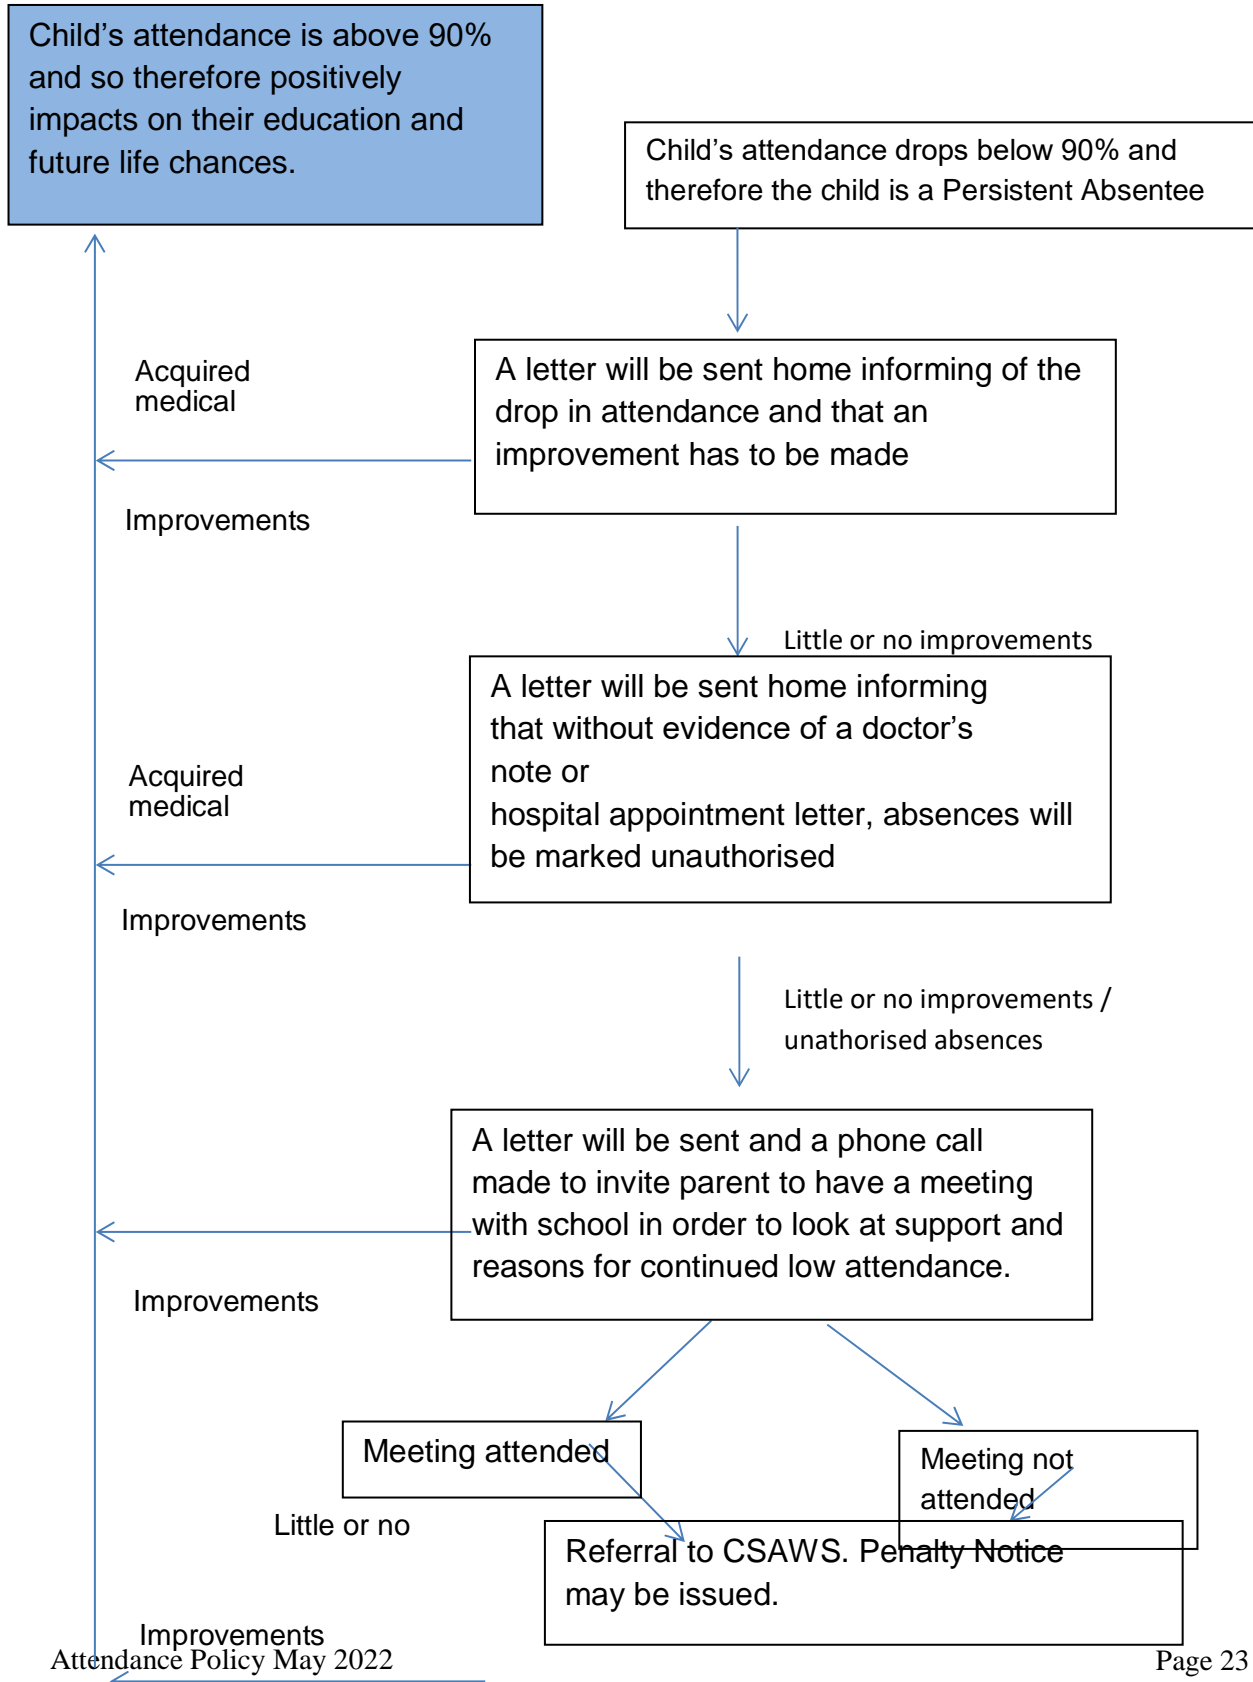 Child’s attendance is above 90%
and so therefore positively
impacts on their education and
future life chances.
Child’s attendance drops below 90% and
therefore the child is a Persistent Absentee
Acquired
medical
A letter will be sent home informing of the
drop in attendance and that an
improvement has to be made
Improvements
Little or no improvements
A letter will be sent home informing
that without evidence of a doctor’s
note or
hospital appointment letter, absences will
be marked unauthorised
Acquired
medical
Improvements
Little or no improvements /
unathorised absences
A letter will be sent and a phone call
made to invite parent to have a meeting
with school in order to look at support and
reasons for continued low attendance.
Improvements
Meeting attended
Meeting not
attended
Little or no
Referral to CSAWS. Penalty Notice
may be issued.
Improvements
Attendance Policy May 2022
Page 23